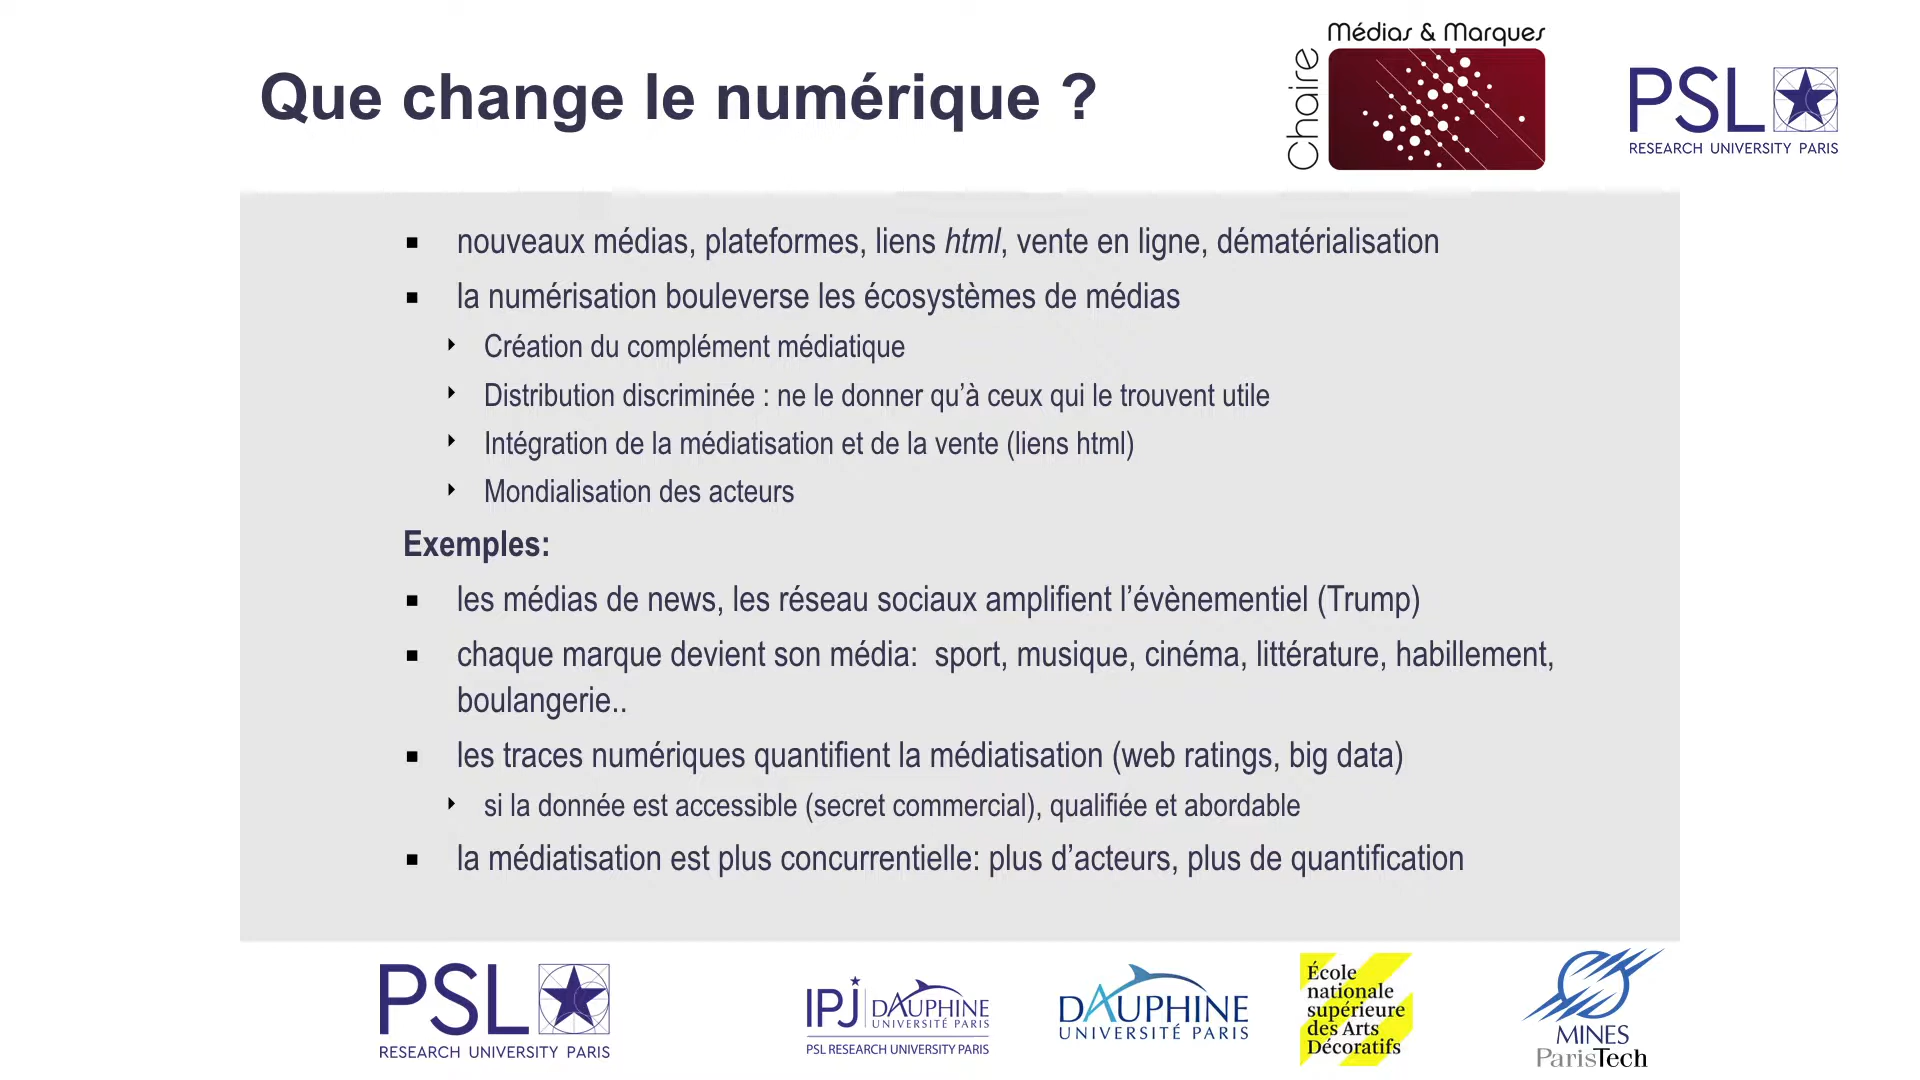 Que change le numérique ?
Chaire
Médias & Marques
PSL
RESEARCH UNIVERSITY PARIS
nouveaux médias, plateformes, liens html, vente en ligne, dématérialisation
la numérisation bouleverse les écosystèmes de médias
Création du complément médiatique
Distribution discriminée : ne le donner qu’à ceux qui le trouvent utile
Intégration de la médiatisation et de la vente (liens html)
Mondialisation des acteurs
Exemples:
les médias de news, les réseau sociaux amplifient l’évènementiel (Trump)
chaque marque devient son média:  sport, musique, cinéma, littérature, habillement,
boulangerie..
les traces numériques quantifient la médiatisation (web ratings, big data)
si la donnée est accessible (secret commercial), qualifiée et abordable
la médiatisation est plus concurrentielle: plus d’acteurs, plus de quantification
PSL
RESEARCH UNIVERSITY PARIS
IPJ DAUPHINE
UNIVERSITÉ PARIS
PSL RESEARCH UNIVERSITY PARIS
DAUPHINE
UNIVERSITÉ PARIS
École
nationale
supérieure
des Arts
Décoratifs
MINES
ParisTech